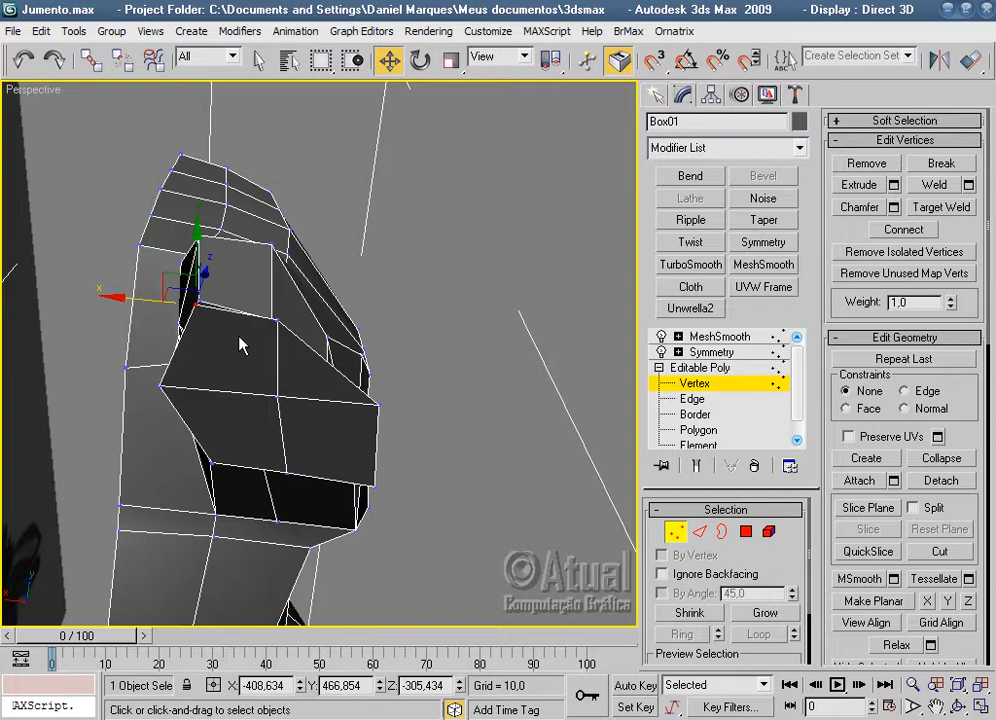 Jumento.max - Project Folder: C:\Documents and Settings\Daniel Marques\Meus documentos\3dsmax - Autodesk 3ds Max 2009 - Display : Direct 3D
File Edit Tools Group Views Create Modifiers Animation Graph Editors Rendering Customize MAXScript Help BrMax Ornatrix
All View Create Selection Set
Perspective
x z y
©Atual
Computação Gráfica
Box01
Modifier List
Bend Bevel
Lathe Noise
Ripple Taper
Twist Symmetry
TurboSmooth MeshSmooth
Cloth UVW Frame
Unwrella2
MeshSmooth
Symmetry
Editable Poly
Vertex
Edge
Border
Polygon
Element
- Selection
By Vertex
Ignore Backfacing
By Angle: 45,0
Shrink Grow
Ring Loop
Preview Selection
+ Soft Selection
- Edit Vertices
Remove Break
Extrude Weld
Chamfer Target Weld
Connect
Remove Isolated Vertices
Remove Unused Map Verts
Weight: 1,0
- Edit Geometry
Repeat Last
Constraints
None Edge
Face Normal
Preserve UVs
Create Collapse
Attach Detach
Slice Plane Split
Slice Reset Plane
QuickSlice Cut
MSmooth Tessellate
Make Planar X Y Z
View Align Grid Align
Relax
< 0 / 100 >
0 10 20 30 40 50 60 70 80 90 100
1 Object Sele X: -408,634 Y: 466,854 Z: -305,434 Grid = 10,0 Auto Key Selected
AXScript. Click or click-and-drag to select objects Add Time Tag Set Key Key Filters... 0